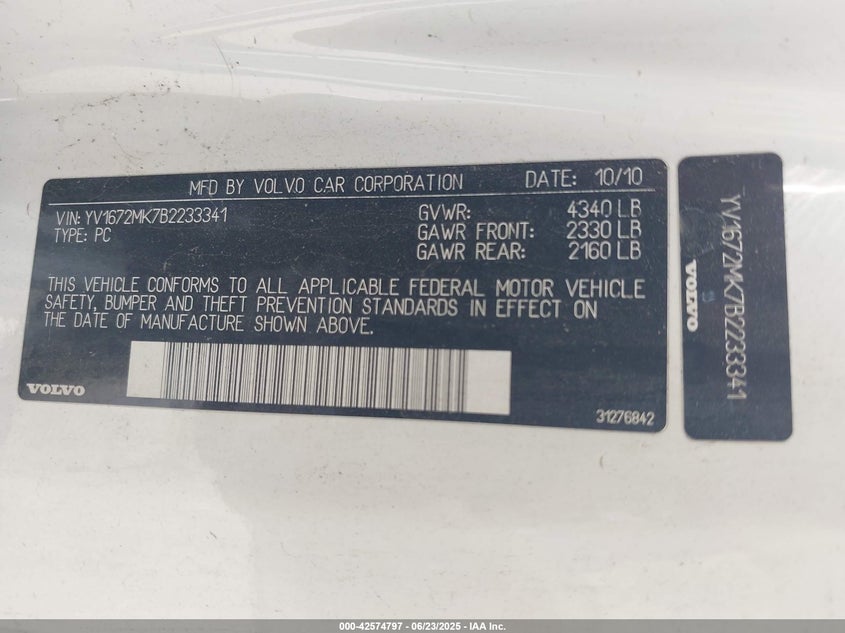 MFD BY VOLVO CAR CORPORATION DATE: 10/10
VIN: YV1672MK7B2233341
TYPE: PC
GVWR: 4340 LB
GAWR FRONT: 2330 LB
GAWR REAR: 2160 LB
THIS VEHICLE CONFORMS TO ALL APPLICABLE FEDERAL MOTOR VEHICLE
SAFETY, BUMPER AND THEFT PREVENTION STANDARDS IN EFFECT ON
THE DATE OF MANUFACTURE SHOWN ABOVE.
VOLVO
31276842
YV1672MK7B2233341
VOLVO
000-42574797 - 06/23/2025 - IAA Inc.